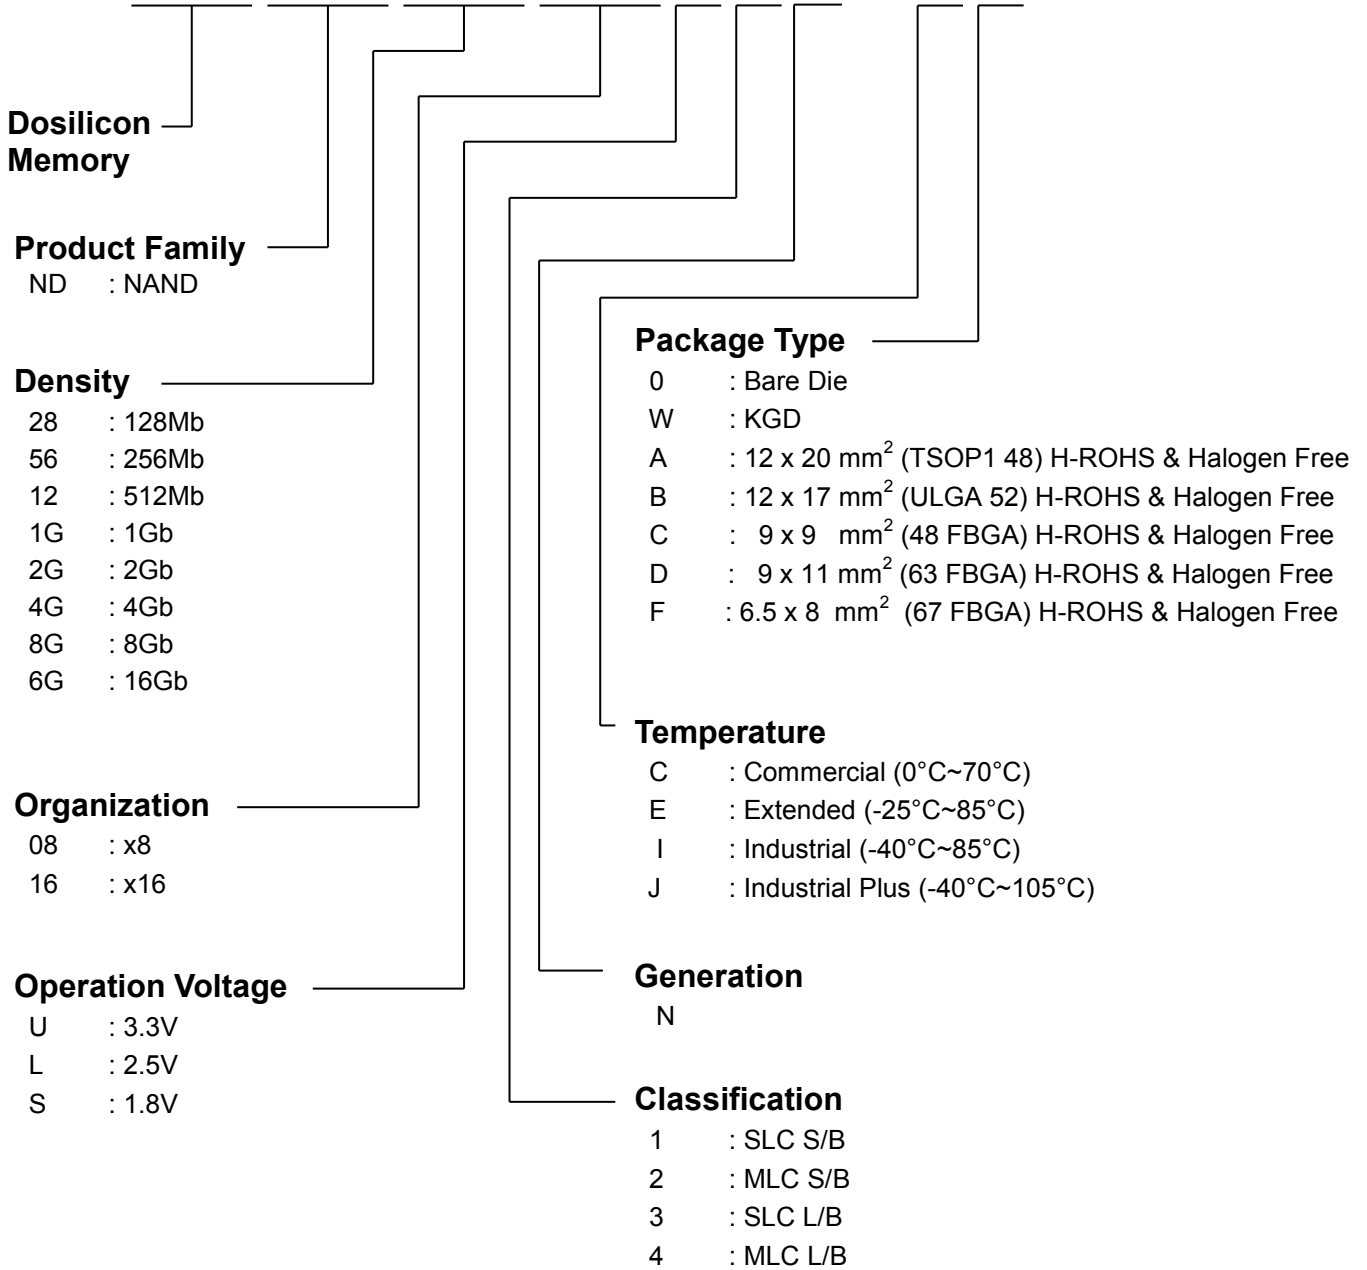 Dosilicon
Memory
Product Family
ND : NAND
Density
28 : 128Mb
56 : 256Mb
12 : 512Mb
1G : 1Gb
2G : 2Gb
4G : 4Gb
8G : 8Gb
6G : 16Gb
Organization
08 : x8
16 : x16
Operation Voltage
U : 3.3V
L : 2.5V
S : 1.8V
Package Type
0 : Bare Die
W : KGD
A : 12 x 20 mm² (TSOP1 48) H-ROHS & Halogen Free
B : 12 x 17 mm² (ULGA 52) H-ROHS & Halogen Free
C : 9 x 9 mm² (48 FBGA) H-ROHS & Halogen Free
D : 9 x 11 mm² (63 FBGA) H-ROHS & Halogen Free
F : 6.5 x 8 mm² (67 FBGA) H-ROHS & Halogen Free
Temperature
C : Commercial (0°C~70°C)
E : Extended (-25°C~85°C)
I : Industrial (-40°C~85°C)
J : Industrial Plus (-40°C~105°C)
Generation
N
Classification
1 : SLC S/B
2 : MLC S/B
3 : SLC L/B
4 : MLC L/B